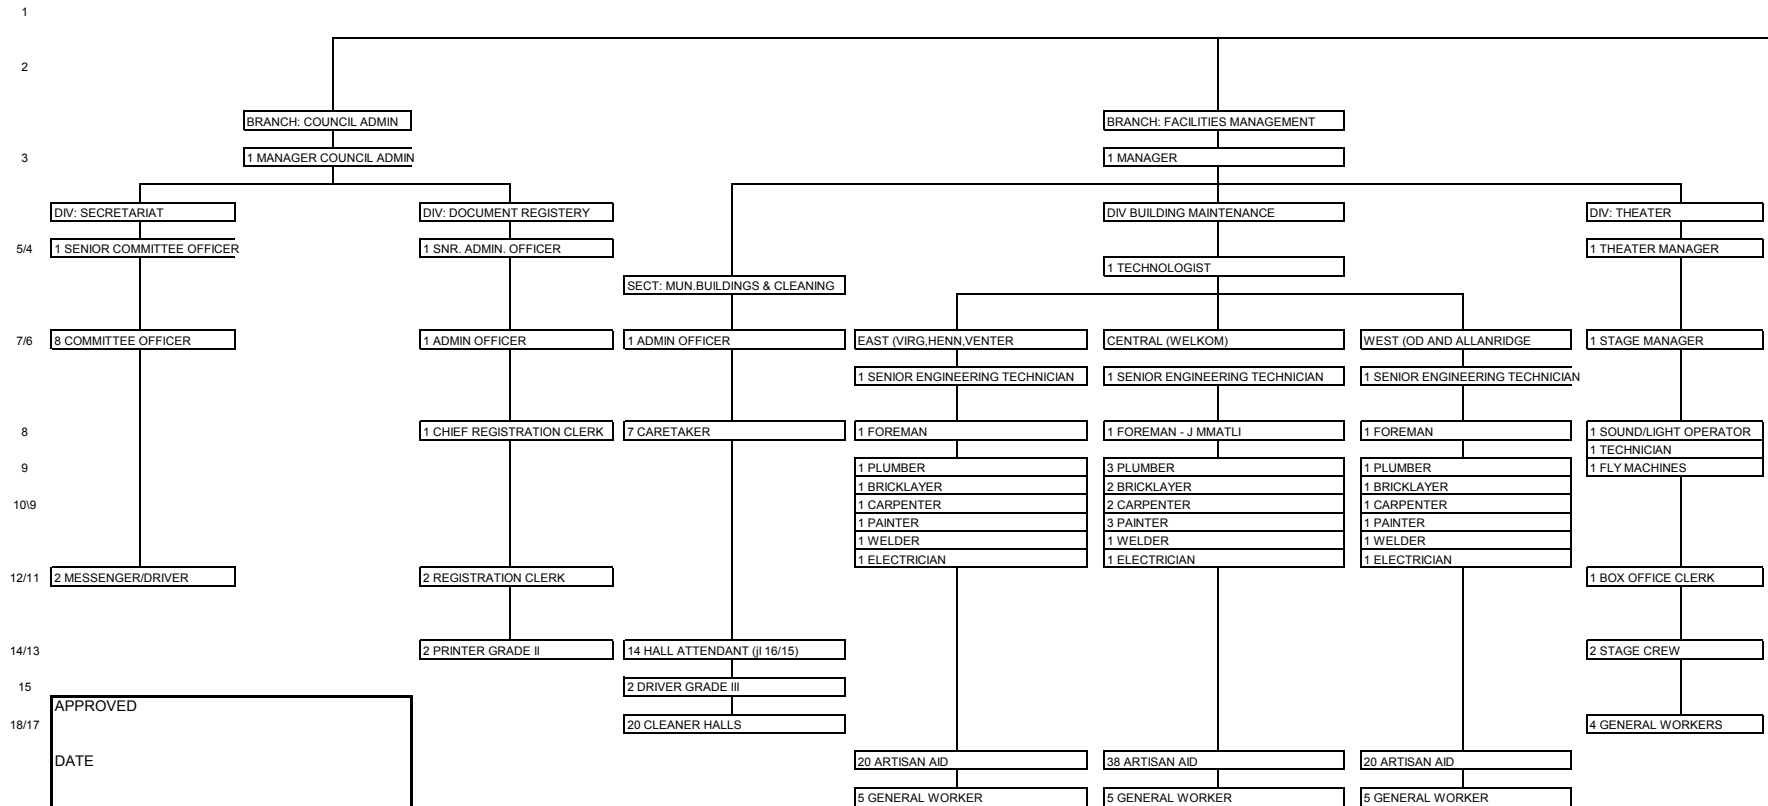 1
2
BRANCH: COUNCIL ADMIN
BRANCH: FACILITIES MANAGEMENT
3
1 MANAGER COUNCIL ADMIN
1 MANAGER
DIV: SECRETARIAT
DIV: DOCUMENT REGISTERY
DIV BUILDING MAINTENANCE
DIV: THEATER
5/4
1 SENIOR COMMITTEE OFFICER
1 SNR. ADMIN. OFFICER
1 THEATER MANAGER
1 TECHNOLOGIST
SECT: MUN.BUILDINGS & CLEANING
7/6
8 COMMITTEE OFFICER
1 ADMIN OFFICER
1 ADMIN OFFICER
EAST (VIRG,HENN,VENTER
CENTRAL (WELKOM)
WEST (OD AND ALLANRIDGE
1 STAGE MANAGER
1 SENIOR ENGINEERING TECHNICIAN
1 SENIOR ENGINEERING TECHNICIAN
1 SENIOR ENGINEERING TECHNICIAN
8
1 CHIEF REGISTRATION CLERK
7 CARETAKER
1 FOREMAN
1 FOREMAN - J MMATLI
1 FOREMAN
1 SOUND/LIGHT OPERATOR
1 TECHNICIAN
9
1 PLUMBER
3 PLUMBER
1 PLUMBER
1 FLY MACHINES
1 BRICKLAYER
2 BRICKLAYER
1 BRICKLAYER
10\9
1 CARPENTER
2 CARPENTER
1 CARPENTER
1 PAINTER
3 PAINTER
1 PAINTER
1 WELDER
1 WELDER
1 WELDER
1 ELECTRICIAN
1 ELECTRICIAN
1 ELECTRICIAN
12/11
2 MESSENGER/DRIVER
2 REGISTRATION CLERK
1 BOX OFFICE CLERK
14/13
2 PRINTER GRADE II
14 HALL ATTENDANT (jl 16/15)
2 STAGE CREW
15
2 DRIVER GRADE III
APPROVED
18/17
20 CLEANER HALLS
4 GENERAL WORKERS
DATE
20 ARTISAN AID
38 ARTISAN AID
20 ARTISAN AID
5 GENERAL WORKER
5 GENERAL WORKER
5 GENERAL WORKER